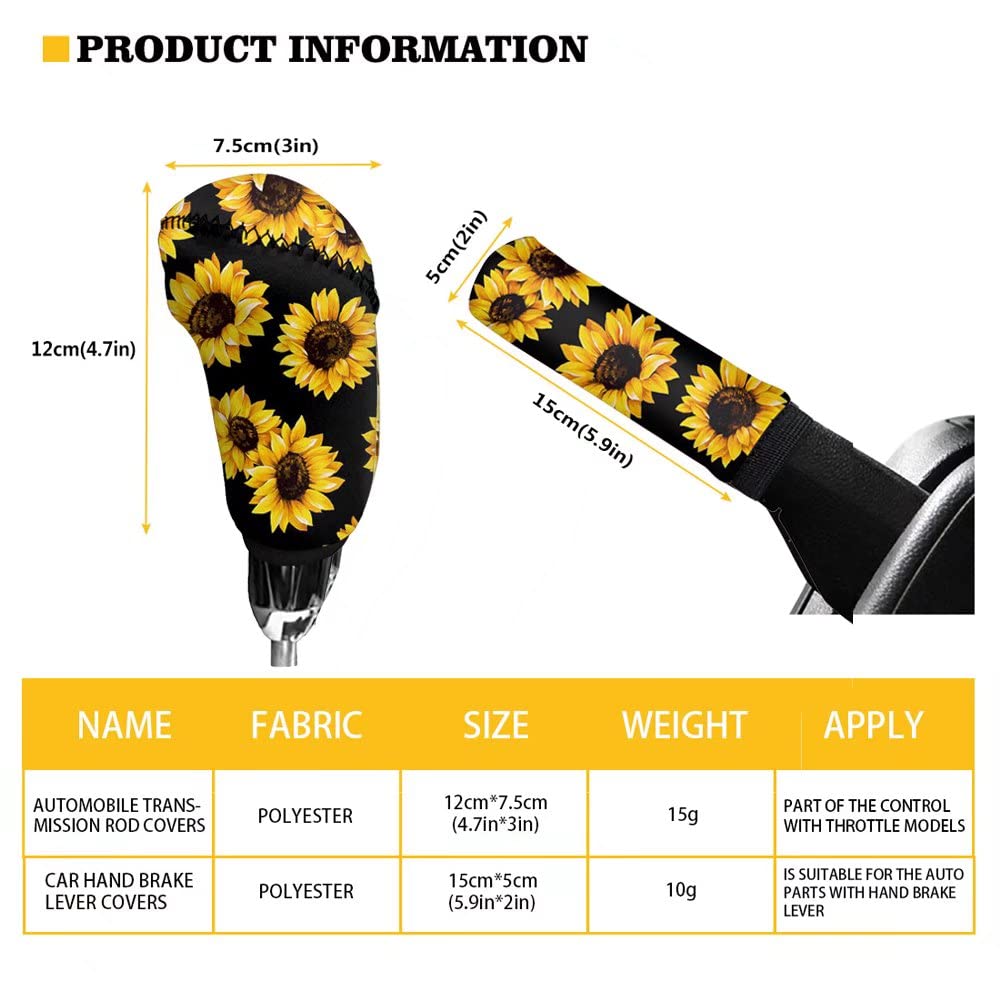 PRODUCT INFORMATION
7.5cm(3in)
12cm(4.7in)
5cm(2in)
15cm(5.9in)
NAME FABRIC SIZE WEIGHT APPLY
AUTOMOBILE TRANS-
MISSION ROD COVERS
POLYESTER
12cm*7.5cm
(4.7in*3in)
15g
PART OF THE CONTROL
WITH THROTTLE MODELS
CAR HAND BRAKE
LEVER COVERS
POLYESTER
15cm*5cm
(5.9in*2in)
10g
IS SUITABLE FOR THE AUTO
PARTS WITH HAND BRAKE
LEVER